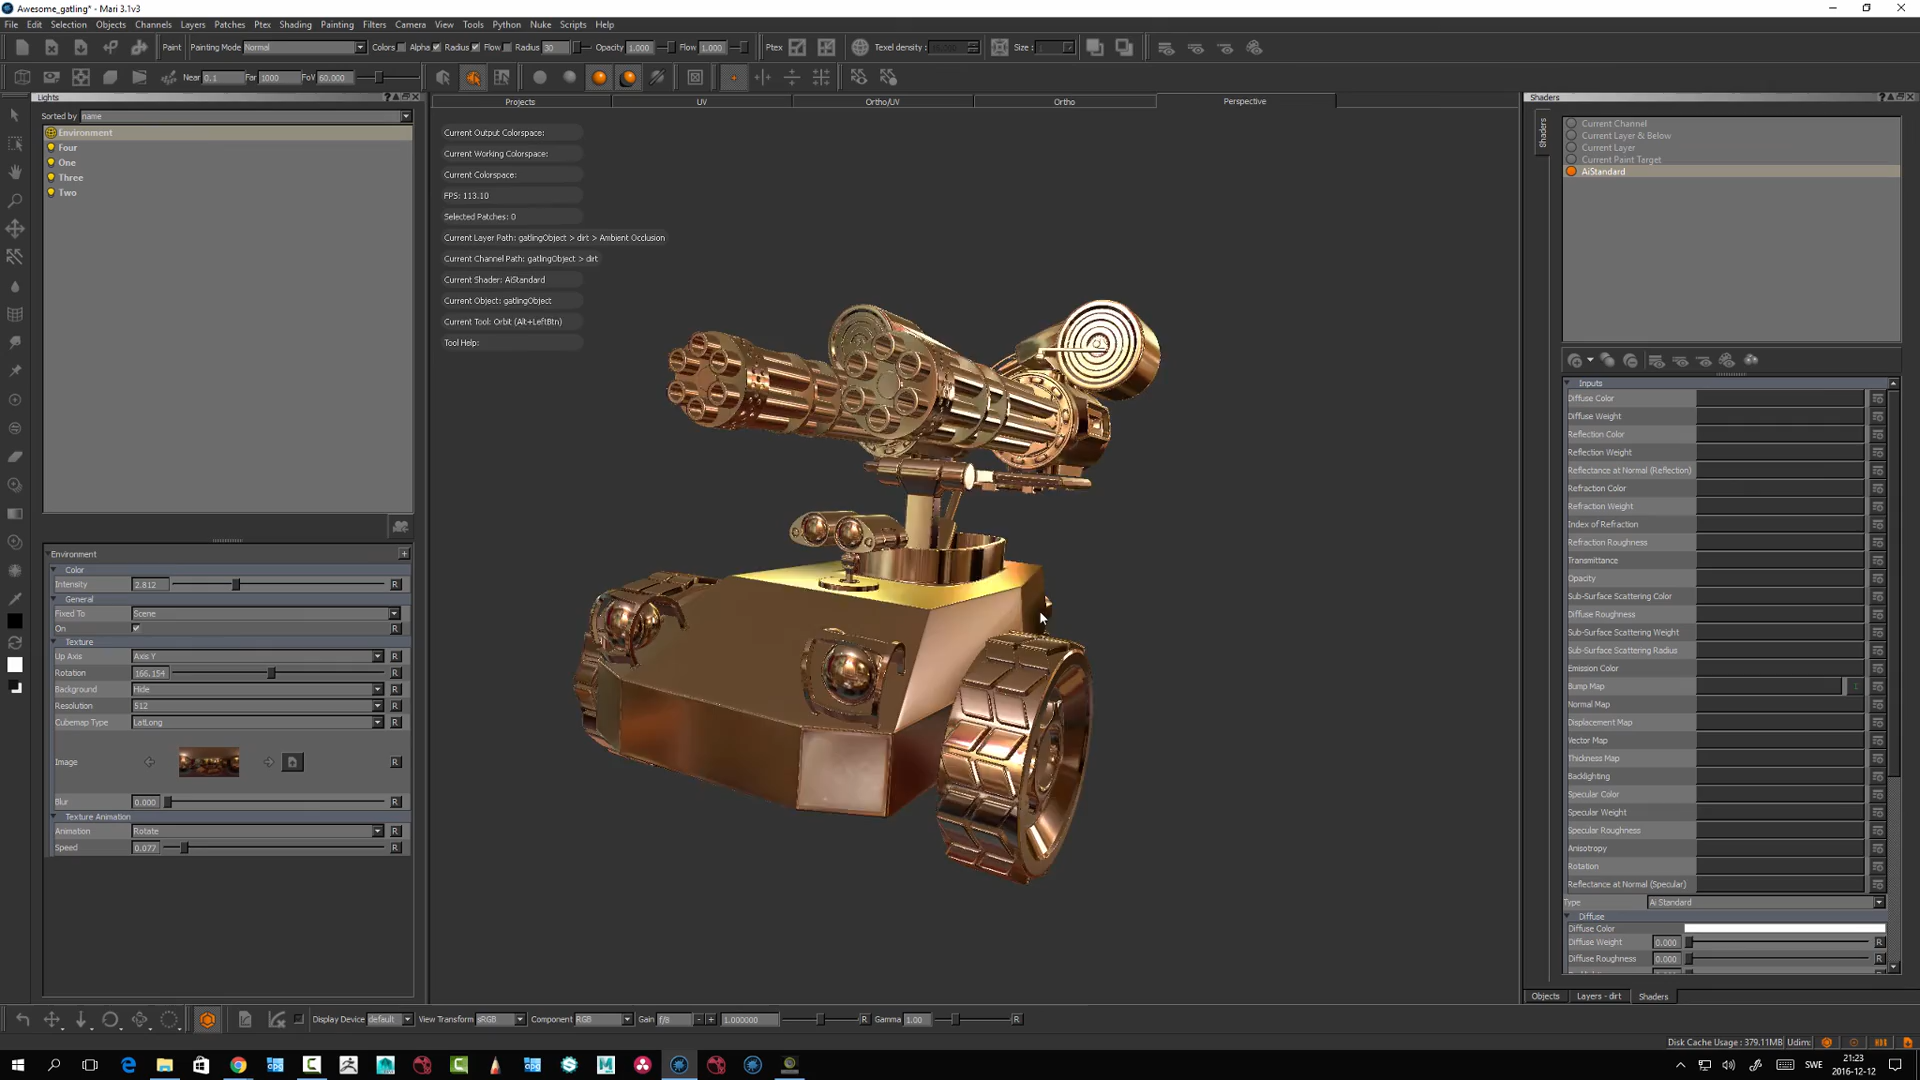 Awesome_gatling* - Mari 3.1v3
File Edit Selection Objects Channels Layers Patches Ptex Shading Painting Filters Camera View Tools Python Nuke Scripts Help
Paint Painting Mode Normal Colors Alpha Radius Flow Radius 30 Opacity 1.000 Flow 1.000 Ptex Texel density: Size: 1
Near 0.1 Far 1000 FoV 60.000
Lights
Sorted by name
Environment
Four
One
Three
Two
Environment
Color
Intensity 2.812 R
General
Fixed To Scene
On R
Texture
Up Axis Axis Y R
Rotation 166.154 R
Background Hide R
Resolution 512 R
Cubemap Type LatLong R
Image R
Blur 0.000 R
Texture Animation
Animation Rotate R
Speed 0.077 R
Projects UV Ortho/UV Ortho Perspective
Current Output Colorspace:
Current Working Colorspace:
Current Colorspace:
FPS: 113.10
Selected Patches: 0
Current Layer Path: gatlingObject > dirt > Ambient Occlusion
Current Channel Path: gatlingObject > dirt
Current Shader: AiStandard
Current Object: gatlingObject
Current Tool: Orbit (Alt+LeftBtn)
Tool Help:
Shaders
Shaders
Current Channel
Current Layer & Below
Current Layer
Current Paint Target
AiStandard
Inputs
Diffuse Color
Diffuse Weight
Reflection Color
Reflection Weight
Reflectance at Normal (Reflection)
Refraction Color
Refraction Weight
Index of Refraction
Refraction Roughness
Transmittance
Opacity
Sub-Surface Scattering Color
Diffuse Roughness
Sub-Surface Scattering Weight
Sub-Surface Scattering Radius
Emission Color
Bump Map
Normal Map
Displacement Map
Vector Map
Thickness Map
Backlighting
Specular Color
Specular Weight
Specular Roughness
Anisotropy
Rotation
Reflectance at Normal (Specular)
Type Ai Standard
Diffuse
Diffuse Color
Diffuse Weight 0.000 R
Diffuse Roughness 0.000 R
Objects Layers - dirt Shaders
Display Device default View Transform sRGB Component RGB Gain f/8 - + 1.000000 R Gamma 1.00 R
Disk Cache Usage : 379.11MB Udim:
SWE
21:23
2016-12-12